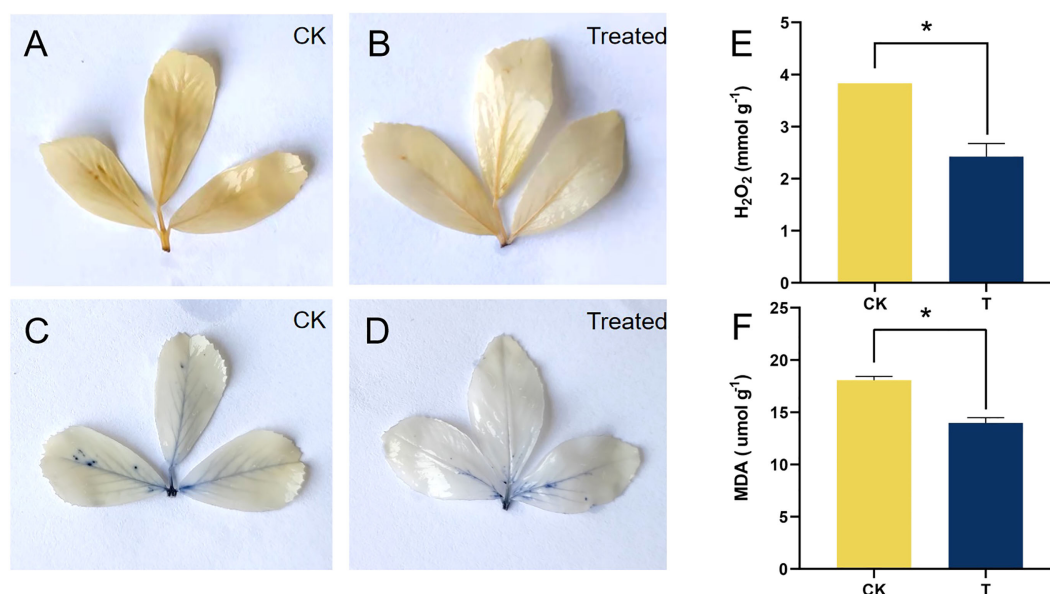 A
CK
B
Treated
C
CK
D
Treated
E
H₂O₂ (mmol g⁻¹)
5
4
3
2
1
0
*
CK
T
F
MDA ( umol g⁻¹)
25
20
15
10
5
0
*
CK
T